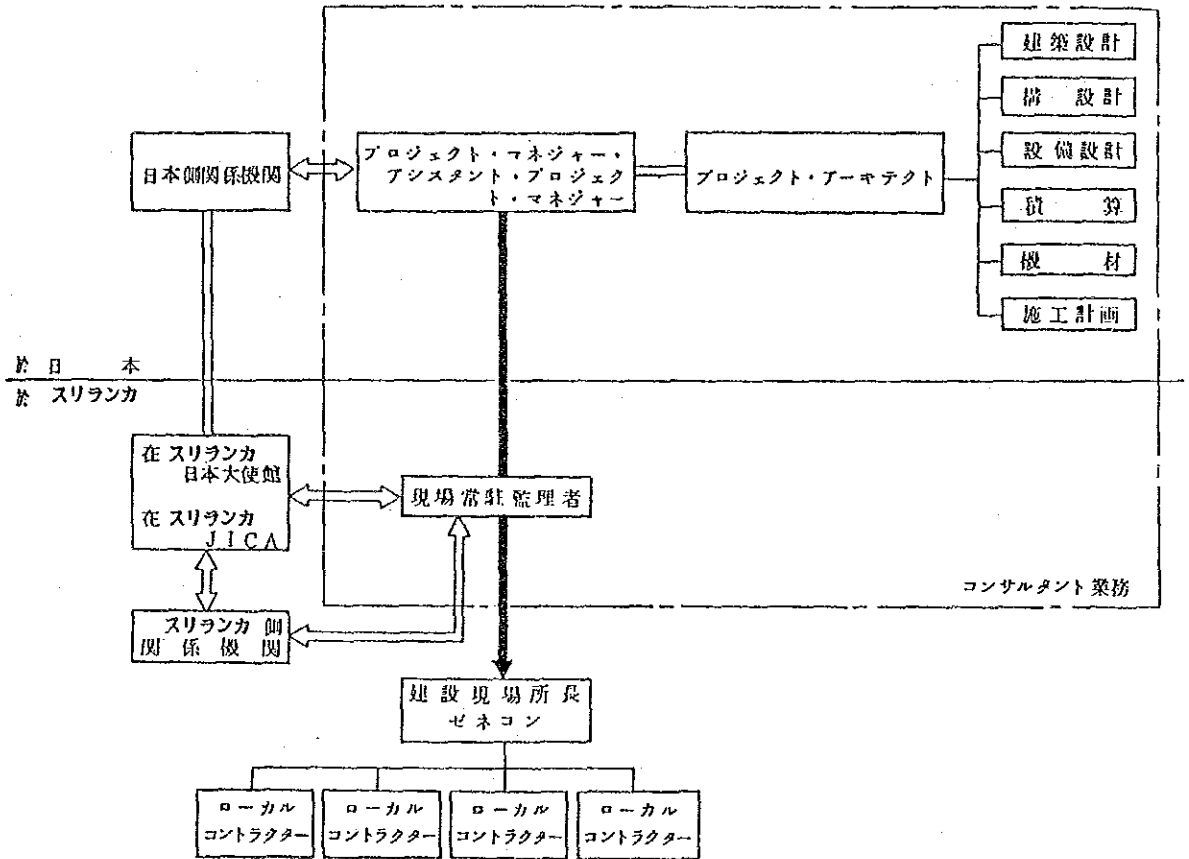 建築設計
構 設計
設備設計
積 算
機 材
施工計画
日本側関係機関
プロジェクト・マネジャー・
アシスタント・プロジェク
ト・マネジャー
プロジェクト・アーキテクト
於 日 本
於 スリランカ
在 スリランカ
日本大使館
在 スリランカ
JICA
現場常駐監理者
スリランカ 側
関係機関
コンサルタント業務
建設現場所長
ゼネコン
ローカル
コントラクター
ローカル
コントラクター
ローカル
コントラクター
ローカル
コントラクター